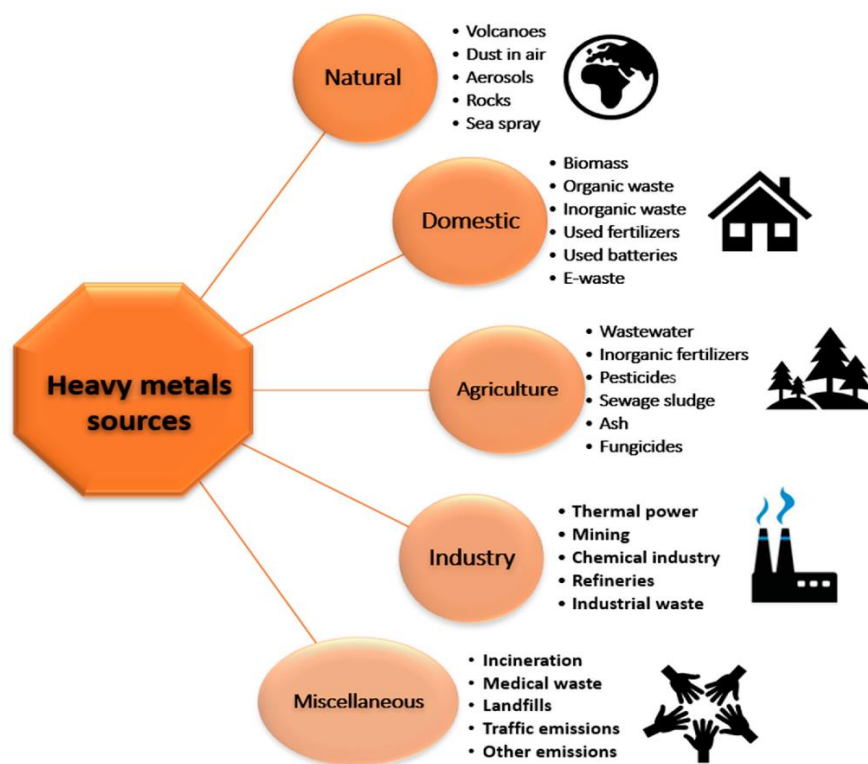 Natural
• Volcanoes
• Dust in air
• Aerosols
• Rocks
• Sea spray
Domestic
• Biomass
• Organic waste
• Inorganic waste
• Used fertilizers
• Used batteries
• E-waste
Heavy metals
sources
Agriculture
• Wastewater
• Inorganic fertilizers
• Pesticides
• Sewage sludge
• Ash
• Fungicides
Industry
• Thermal power
• Mining
• Chemical industry
• Refineries
• Industrial waste
Miscellaneous
• Incineration
• Medical waste
• Landfills
• Traffic emissions
• Other emissions